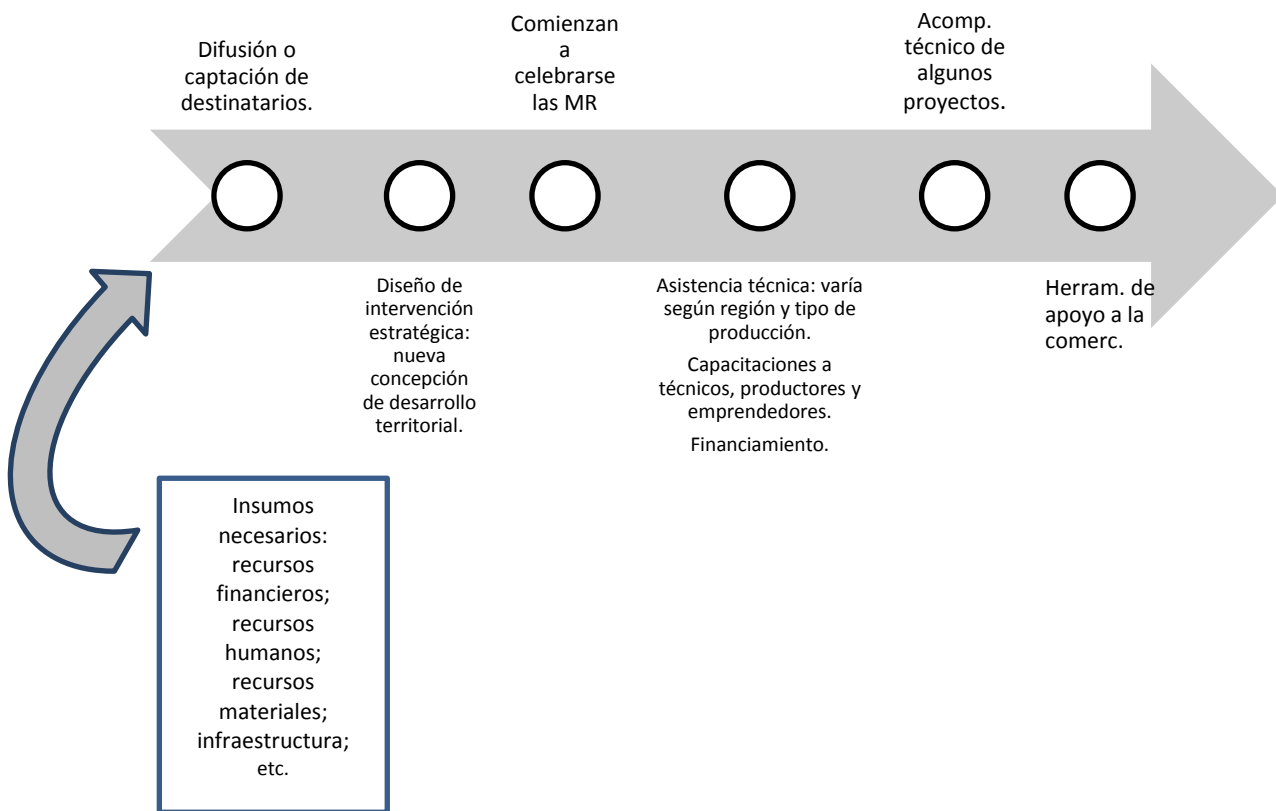 Difusión o
captación de
destinatarios.
Comienzan
a
celebrarse
las MR
Acomp.
técnico de
algunos
proyectos.
Diseño de
intervención
estratégica:
nueva
concepción
de desarrollo
territorial.
Asistencia técnica: varía
según región y tipo de
producción.
Capacitaciones a
técnicos, productores y
emprendedores.
Financiamiento.
Herram. de
apoyo a la
comerc.
Insumos
necesarios:
recursos
financieros;
recursos
humanos;
recursos
materiales;
infraestructura;
etc.